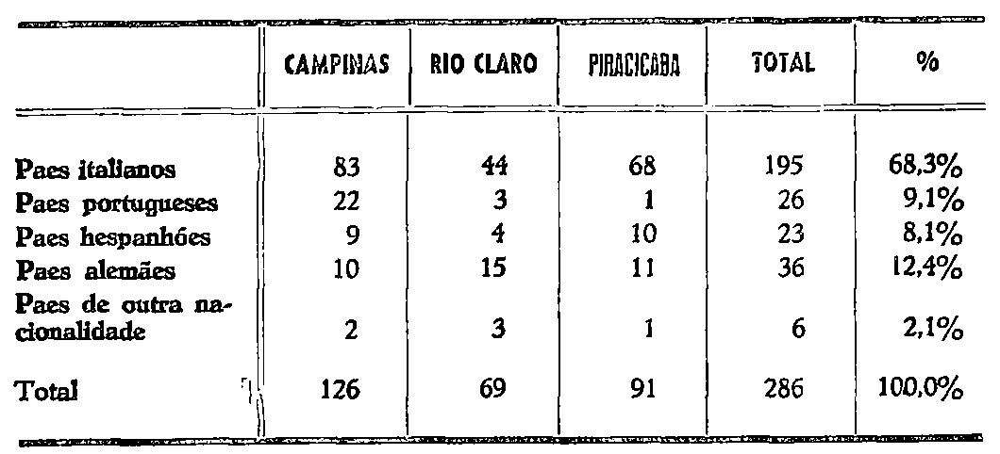 CAMPINAS RIO CLARO PIRACICABA TOTAL %
Paes italianos 83 44 68 195 68,3%
Paes portugueses 22 3 1 26 9,1%
Paes hespanhóes 9 4 10 23 8,1%
Paes alemães 10 15 11 36 12,4%
Paes de outra na-
cionalidade 2 3 1 6 2,1%
Total 126 69 91 286 100,0%